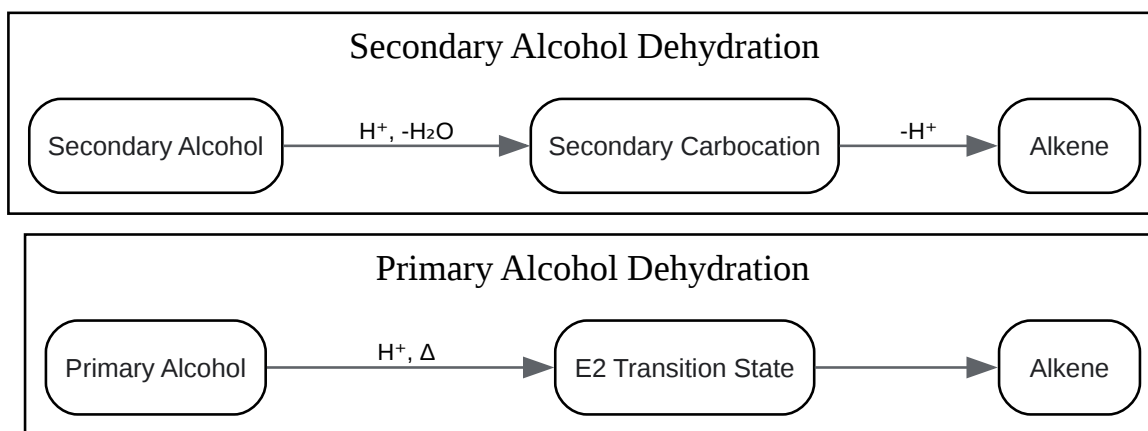 Secondary Alcohol Dehydration
Secondary Alcohol
H⁺, -H₂O
Secondary Carbocation
-H⁺
Alkene
Primary Alcohol Dehydration
Primary Alcohol
H⁺, Δ
E2 Transition State
Alkene